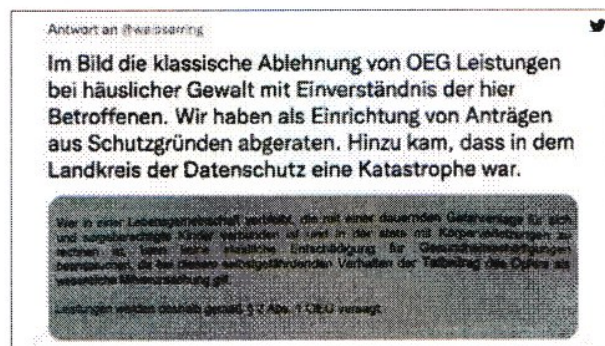 Antwort an @weisserring
Im Bild die klassische Ablehnung von OEG Leistungen
bei häuslicher Gewalt mit Einverständnis der hier
Betroffenen. Wir haben als Einrichtung von Anträgen
aus Schutzgründen abgeraten. Hinzu kam, dass in dem
Landkreis der Datenschutz eine Katastrophe war.
Wer in einer Lebensgemeinschaft verbleibt, die mit einer dauernden Gefahrenlage für sich
und sorgeberechtigte Kinder verbunden ist und in der stets mit Körperverletzungen zu
rechnen ist, kann keine staatliche Entschädigung für Gesundheitsschädigungen
beanspruchen, da bei diesem selbstgefährdenden Verhalten der Tatbeitrag des Opfers als
wesentliche Mitverursachung gilt.
Leistungen werden deshalb gemäß § 2 Abs. 1 OEG versagt.